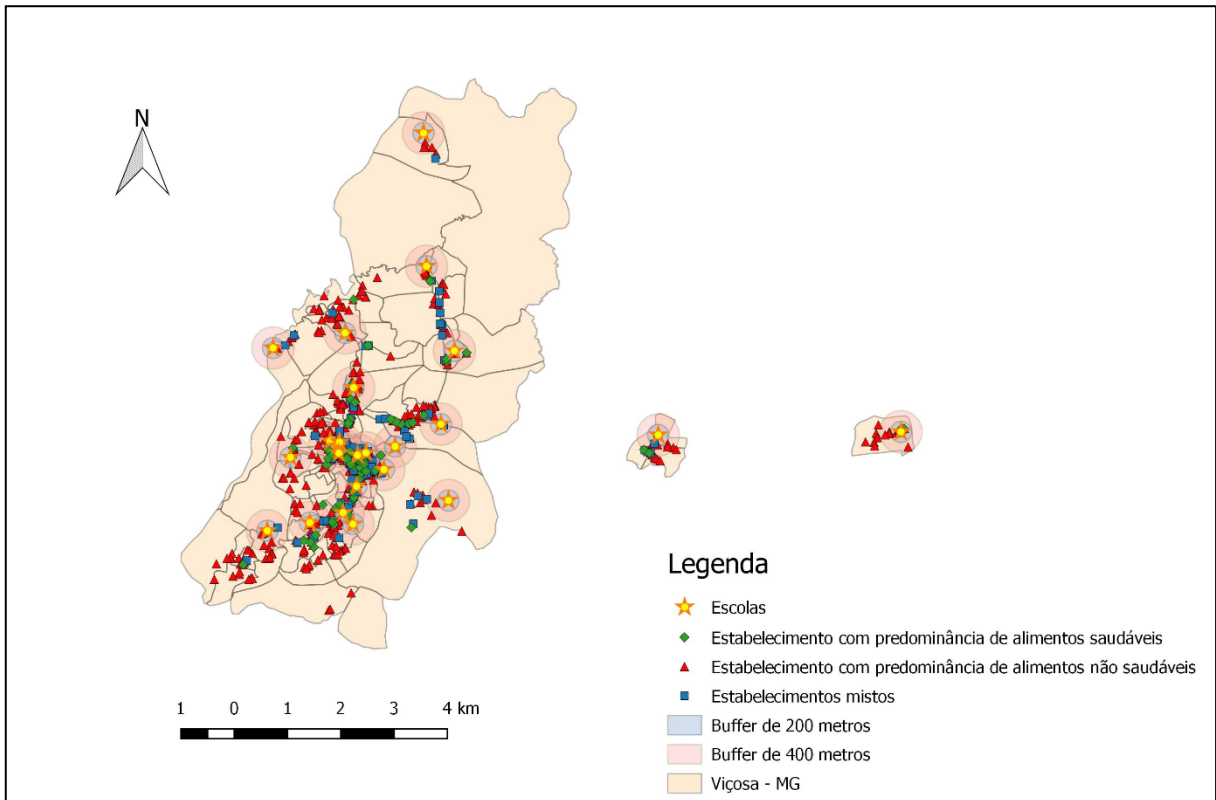 N
Legenda
Escolas
Estabelecimento com predominância de alimentos saudáveis
Estabelecimento com predominância de alimentos não saudáveis
Estabelecimentos mistos
Buffer de 200 metros
Buffer de 400 metros
Viçosa - MG
1 0 1 2 3 4 km